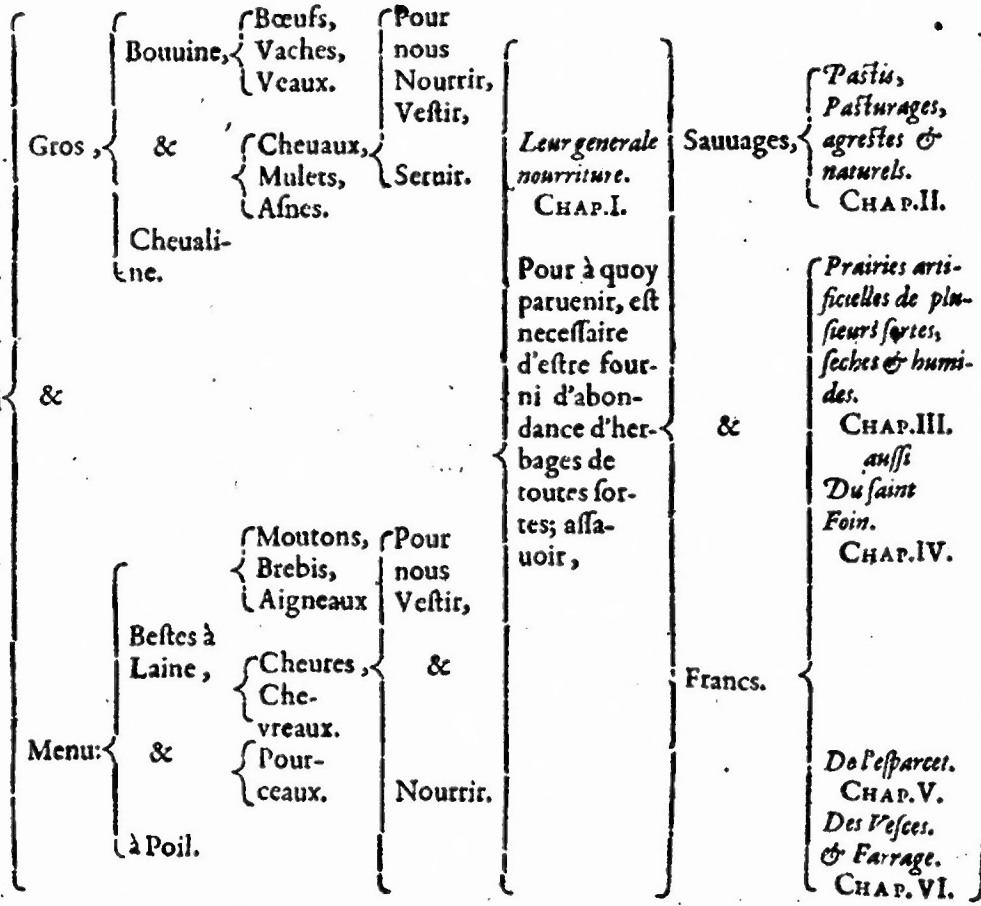 Gros,
Bouuine,
&
Cheuali-
ne.
Bœufs,
Vaches,
Veaux.
Cheuaux,
Mulets,
Aſnes.
Pour
nous
Nourrir,
Veſtir,
Seruir.
&
Menu:
Beſtes à
Laine,
&
à Poil.
Moutons,
Brebis,
Aigneaux
Cheures,
Che-
vreaux.
Pour-
ceaux.
Pour
nous
Veſtir,
&
Nourrir.
Leur generale
nourriture.
CHAP.I.
Pour à quoy
paruenir, eſt
neceſſaire
d'eſtre four-
ni d'abon-
dance d'her-
bages de
toutes ſor-
tes; aſſa-
uoir,
Sauuages,
&
Francs.
Paſtis,
Paſturages,
agreſtes &
naturels.
CHAP.II.
Prairies arti-
ficielles de plu-
ſieurs ſortes,
ſeches & humi-
des.
CHAP.III.
auſſi
Du ſaint
Foin.
CHAP.IV.
De l'eſparcet.
CHAP.V.
Des Veſces.
& Farrage.
CHAP.VI.